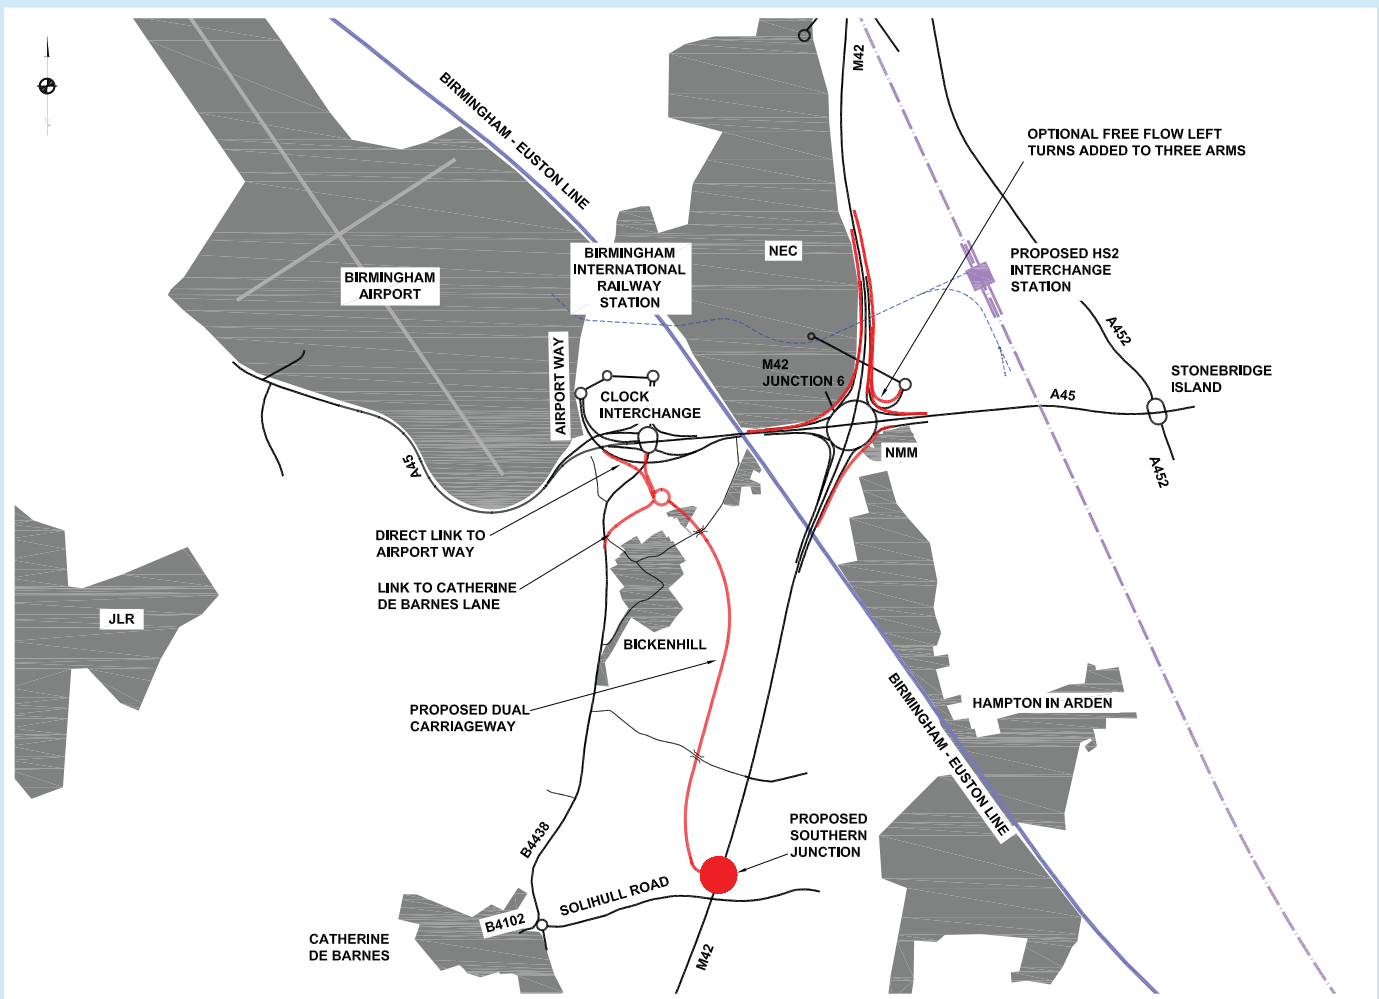 M42
BIRMINGHAM - EUSTON LINE
OPTIONAL FREE FLOW LEFT
TURNS ADDED TO THREE ARMS
NEC
BIRMINGHAM
INTERNATIONAL
RAILWAY
STATION
PROPOSED HS2
INTERCHANGE
STATION
BIRMINGHAM
AIRPORT
A452
AIRPORT WAY
M42
JUNCTION 6
STONEBRIDGE
ISLAND
CLOCK
INTERCHANGE
A45
A45
NMM
A452
DIRECT LINK TO
AIRPORT WAY
LINK TO CATHERINE
DE BARNES LANE
JLR
BICKENHILL
PROPOSED DUAL
CARRIAGEWAY
HAMPTON IN ARDEN
BIRMINGHAM - EUSTON LINE
PROPOSED
SOUTHERN
JUNCTION
B4438
SOLIHULL ROAD
B4102
CATHERINE
DE BARNES
M42